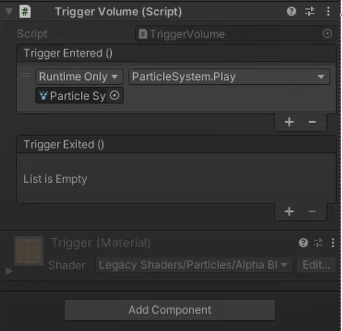 Trigger Volume (Script)
Script TriggerVolume
Trigger Entered ()
Runtime Only ParticleSystem.Play
Particle Sy
Trigger Exited ()
List is Empty
Trigger (Material)
Shader Legacy Shaders/Particles/Alpha Bl Edit...
Add Component